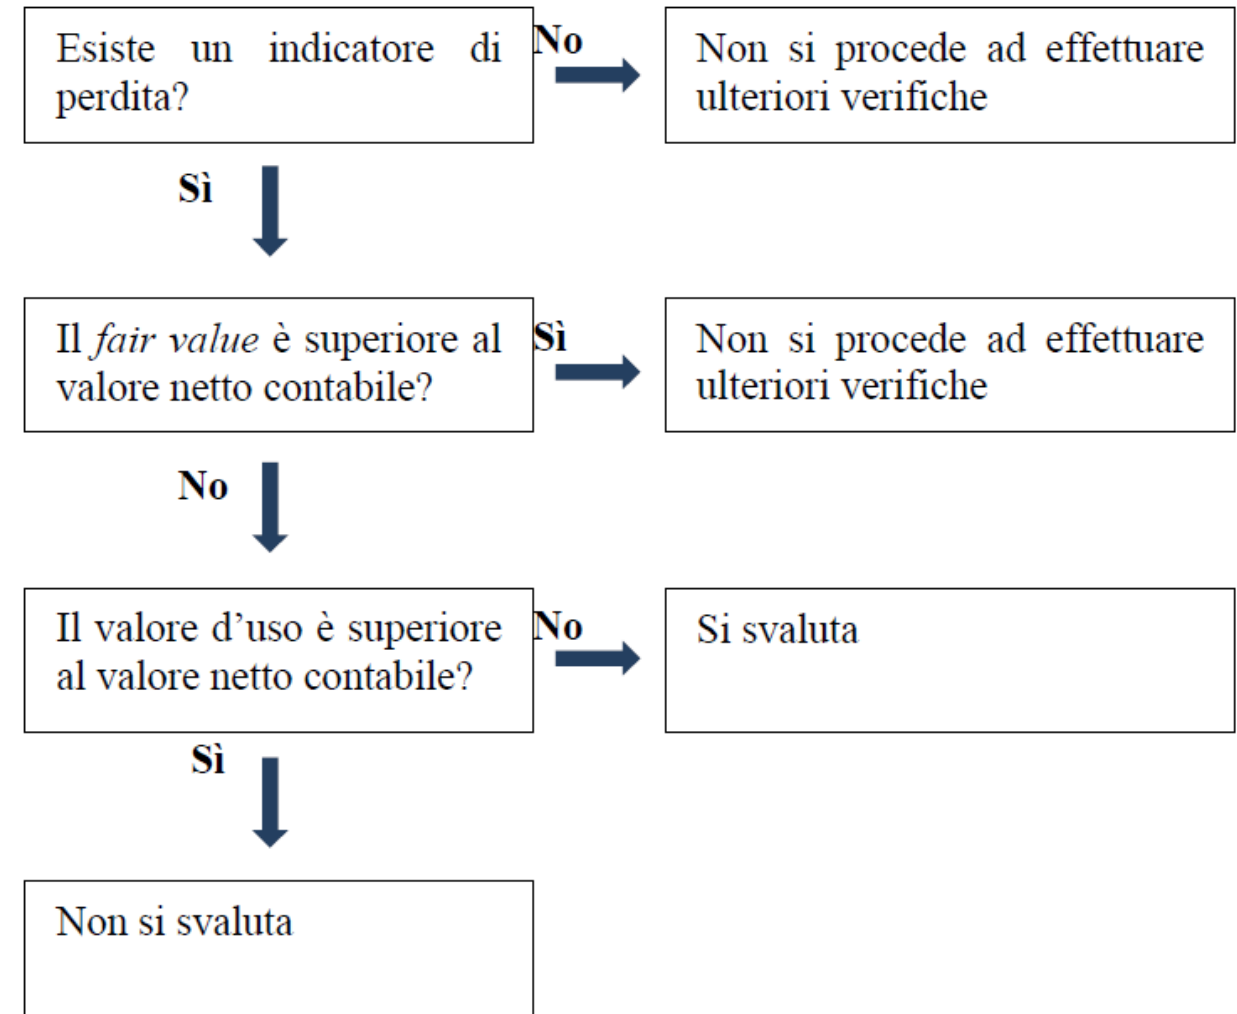 Esiste un indicatore di
perdita?
No
Non si procede ad effettuare
ulteriori verifiche
Sì
Il fair value è superiore al
valore netto contabile?
Sì
Non si procede ad effettuare
ulteriori verifiche
No
Il valore d’uso è superiore
al valore netto contabile?
No
Si svaluta
Sì
Non si svaluta